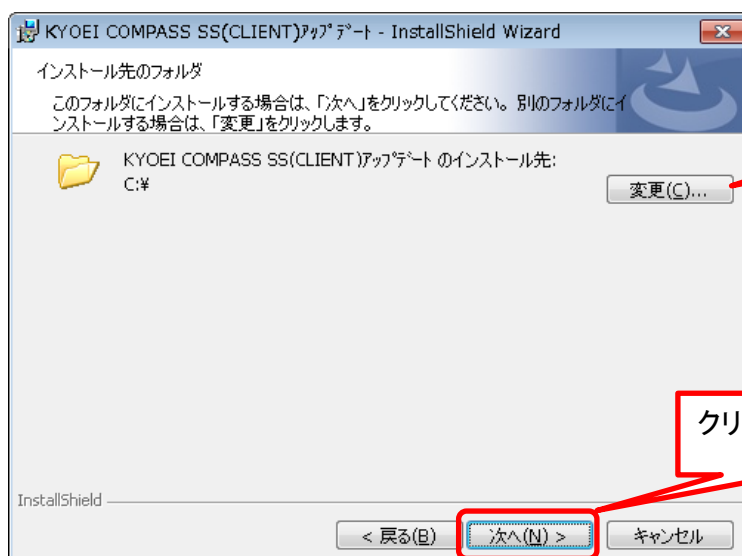 KYOEI COMPASS SS(CLIENT)ｱｯﾌﾟﾃﾞｰﾄ - InstallShield Wizard
インストール先のフォルダ
このフォルダにインストールする場合は、「次へ」をクリックしてください。別のフォルダにイ
ンストールする場合は、「変更」をクリックします。
KYOEI COMPASS SS(CLIENT)ｱｯﾌﾟﾃﾞｰﾄ のインストール先:
C:¥
変更(C)...
クリ
InstallShield
< 戻る(B)
次へ(N) >
キャンセル